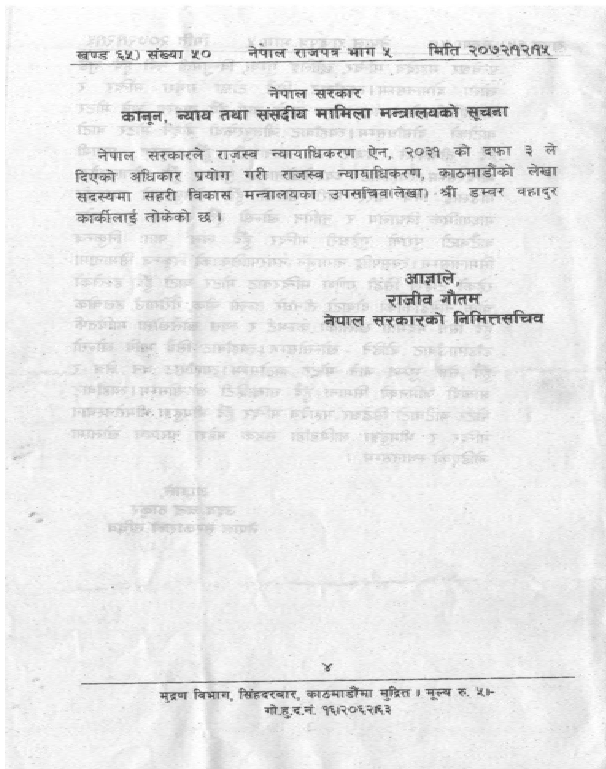 खण्ड ६५) संख्या ५० नेपाल राजपत्र भाग ५ मिति २०७२।१२।१५
नेपाल सरकार
कानून, न्याय तथा संसदीय मामिला मन्त्रालयको सूचना
नेपाल सरकारले राजस्व न्यायाधिकरण ऐन, २०३१ को दफा ३ ले
दिएको अधिकार प्रयोग गरी राजस्व न्यायाधिकरण, काठमाडौको लेखा
सदस्यमा सहरी विकास मन्त्रालयका उपसचिव(लेखा) श्री डम्वर वहादुर
कार्कीलाई तोकेको छ ।
आज्ञाले,
राजीव गौतम
नेपाल सरकारको निमित्तसचिव
४
मुद्रण विभाग, सिंहदरबार, काठमाडौंमा मुद्रित । मूल्य रु. ५।-
गो.हु.द.नं. १६।२०६२।६३